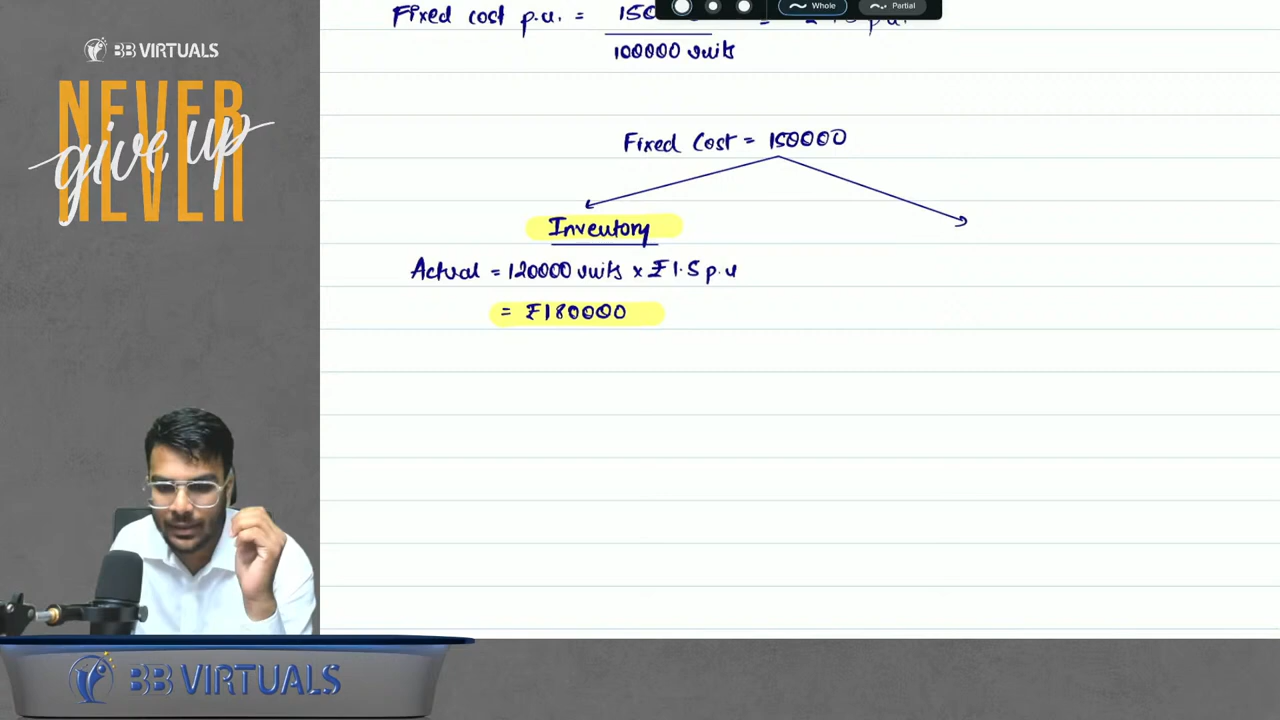 Whole
Partial
Fixed cost p.u. =
100000 units
Fixed Cost = 150000
Inventory
Actual = 120000 units x ₹1.5 p.u
= ₹180000
BB VIRTUALS
NEVER
give up
NEVER
BB VIRTUALS